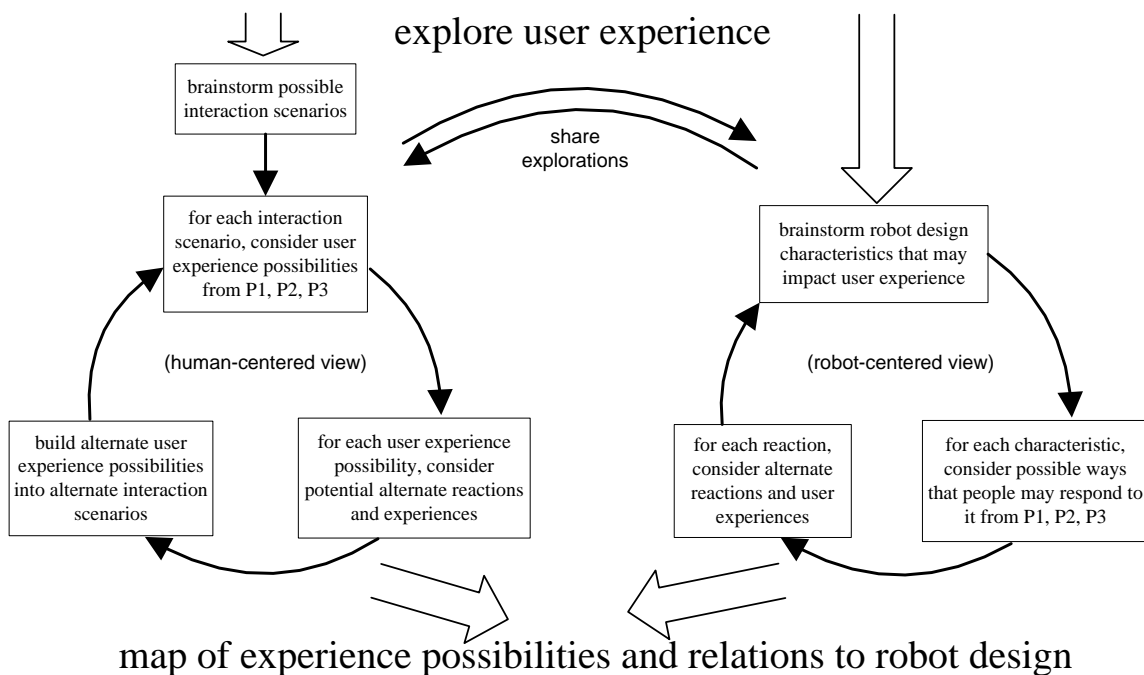 explore user experience
brainstorm possible
interaction scenarios
share
explorations
for each interaction
scenario, consider user
experience possibilities
from P1, P2, P3
brainstorm robot design
characteristics that may
impact user experience
(human-centered view)
(robot-centered view)
build alternate user
experience possibilities
into alternate interaction
scenarios
for each user experience
possibility, consider
potential alternate reactions
and experiences
for each reaction,
consider alternate
reactions and user
experiences
for each characteristic,
consider possible ways
that people may respond to
it from P1, P2, P3
map of experience possibilities and relations to robot design